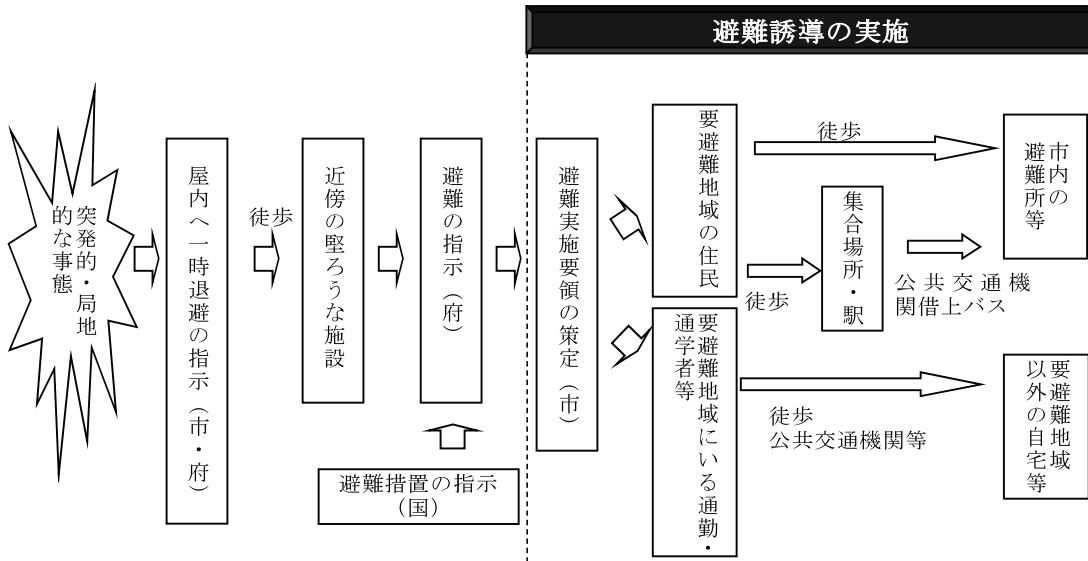 避難誘導の実施
突発的・局地
的な事態
屋内へ一時退避の指示（市・府）
徒歩
近傍の堅ろうな施設
避難の指示（府）
避難措置の指示
（国）
避難実施要領の策定（市）
要避難地域の住民
要避難地域にいる通勤・
通学者等
徒歩
徒歩
集合場所・駅
公共交通機
関借上バス
徒歩
公共交通機関等
市内の
避難所等
要避難地域
以外の自宅等